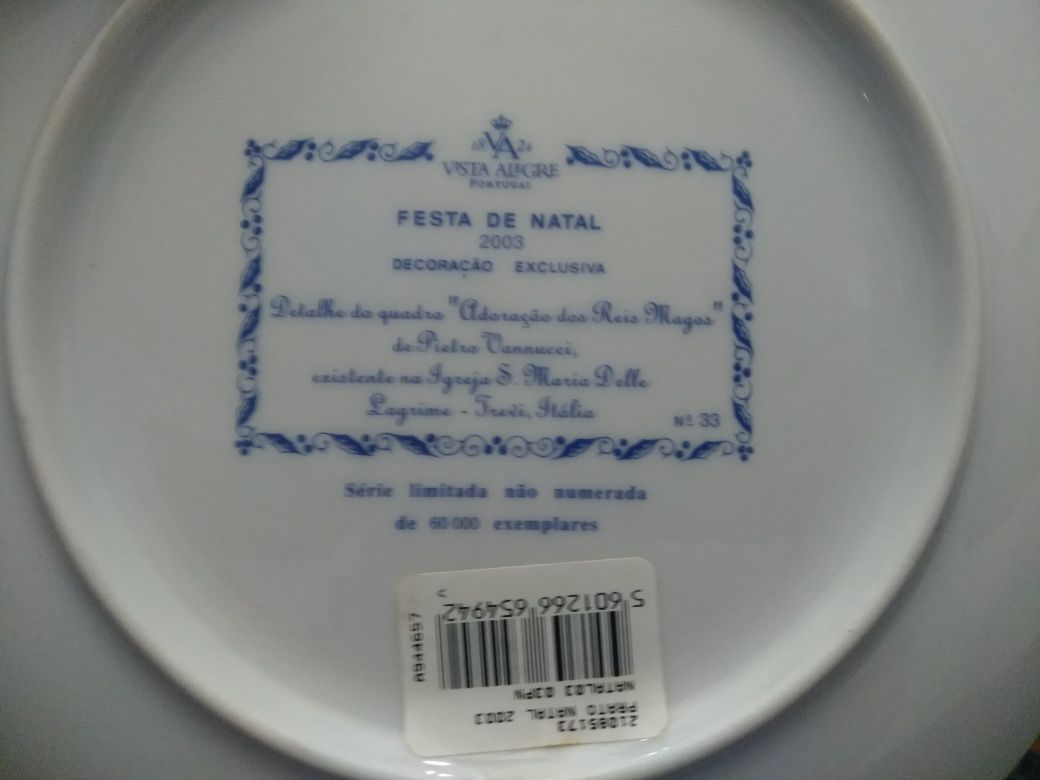 1824
VA
VISTA ALEGRE
PORTUGAL
FESTA DE NATAL
2003
DECORAÇÃO EXCLUSIVA
Detalhe do quadro "Adoração dos Reis Magos"
de Pietro Vannucci,
existente na Igreja S. Maria Delle
Lagrime - Trevi, Itália
Nº 33
Série limitada não numerada
de 60 000 exemplares
21085173
PRATO NATAL 2003
NATAL03 03PN
5 601266 654942 >